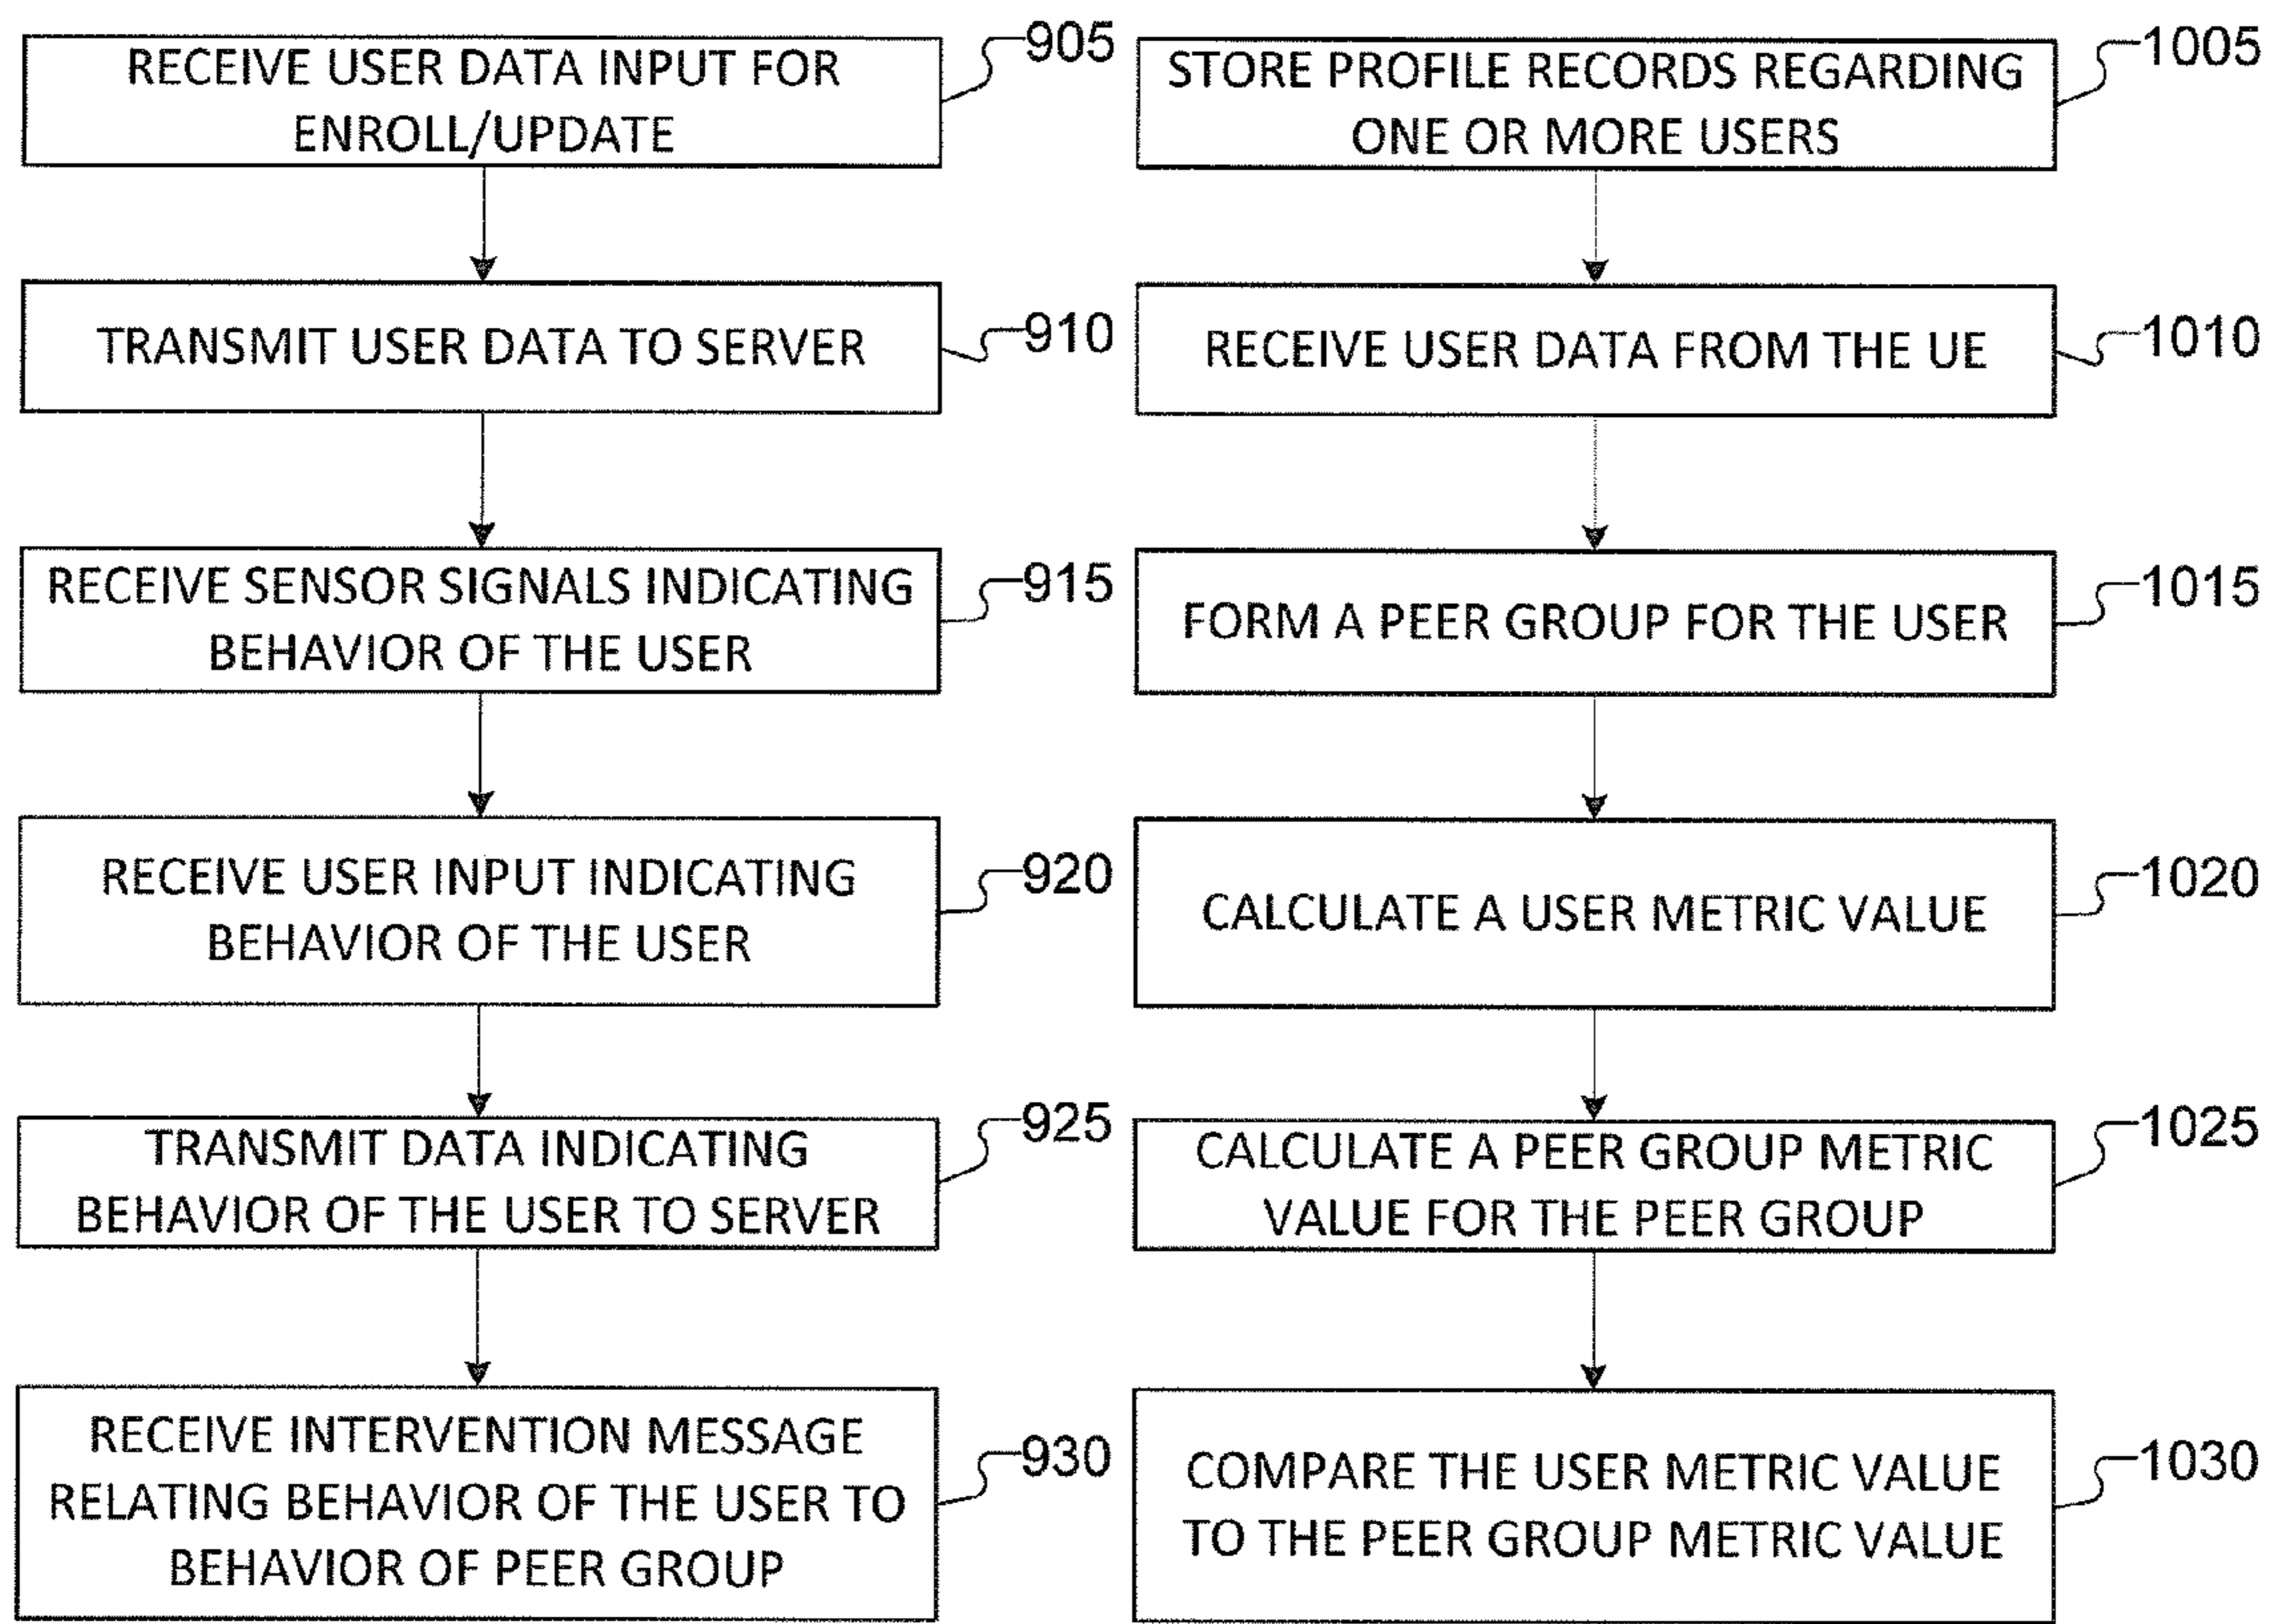 RECEIVE USER DATA INPUT FOR
ENROLL/UPDATE
905
TRANSMIT USER DATA TO SERVER
910
RECEIVE SENSOR SIGNALS INDICATING
BEHAVIOR OF THE USER
915
RECEIVE USER INPUT INDICATING
BEHAVIOR OF THE USER
920
TRANSMIT DATA INDICATING
BEHAVIOR OF THE USER TO SERVER
925
RECEIVE INTERVENTION MESSAGE
RELATING BEHAVIOR OF THE USER TO
BEHAVIOR OF PEER GROUP
930
STORE PROFILE RECORDS REGARDING
ONE OR MORE USERS
1005
RECEIVE USER DATA FROM THE UE
1010
FORM A PEER GROUP FOR THE USER
1015
CALCULATE A USER METRIC VALUE
1020
CALCULATE A PEER GROUP METRIC
VALUE FOR THE PEER GROUP
1025
COMPARE THE USER METRIC VALUE
TO THE PEER GROUP METRIC VALUE
1030